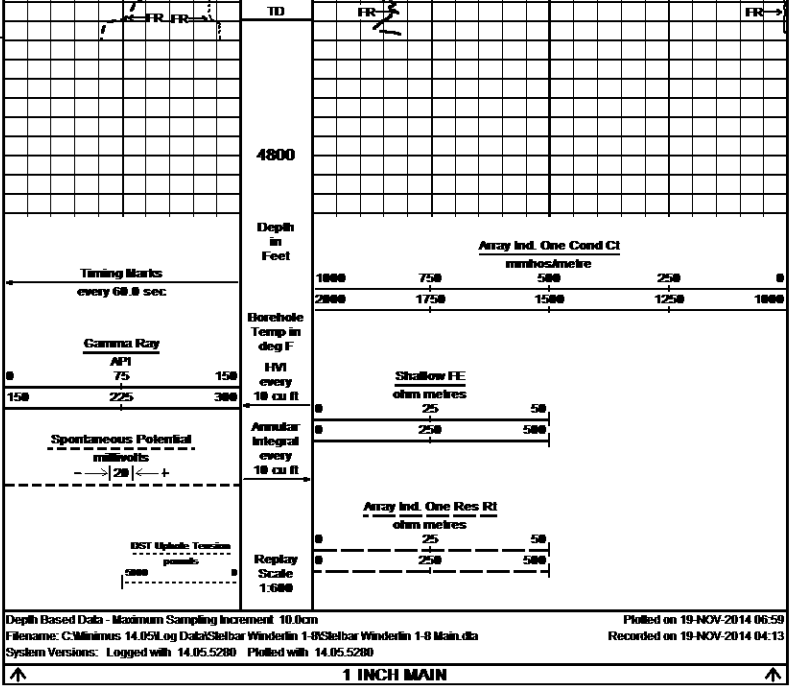 FR FR TD FR FR
4800
Depth
in
Feet
Timing Marks
every 60.0 sec
Array Ind. One Cond Ct
mmhos/metre
1000 750 500 250 0
2000 1750 1500 1250 1000
Borehole
Temp in
deg F
Gamma Ray
API
0 75 150
150 225 300
HVI
every
10 cu ft
Shallow FE
ohm metres
0 25 50
0 250 500
Annular
Integral
every
10 cu ft
Spontaneous Potential
millivolts
- 20 +
Array Ind. One Res Rt
ohm metres
0 25 50
0 250 500
DST Uphole Tension
pounds
5000 0
Replay
Scale
1:600
Depth Based Data - Maximum Sampling Increment 10.0cm Plotted on 19-NOV-2014 06:59
Filename: C:\Minimus 14.05\Log Data\Stelbar Winderlin 1-8\Stelbar Winderlin 1-8 Main.dta Recorded on 19-NOV-2014 04:13
System Versions: Logged with 14.05.5280 Plotted with 14.05.5280
1 INCH MAIN